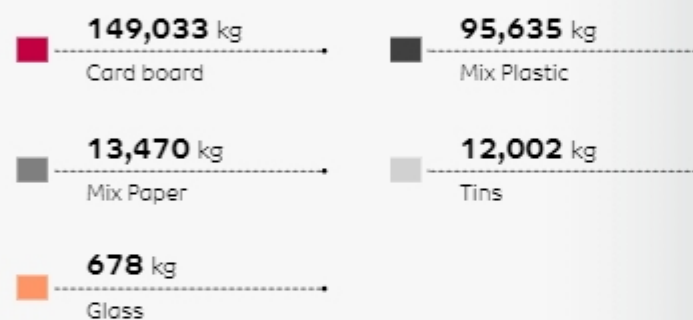 149,033 kg
Card board
95,635 kg
Mix Plastic
13,470 kg
Mix Paper
12,002 kg
Tins
678 kg
Glass